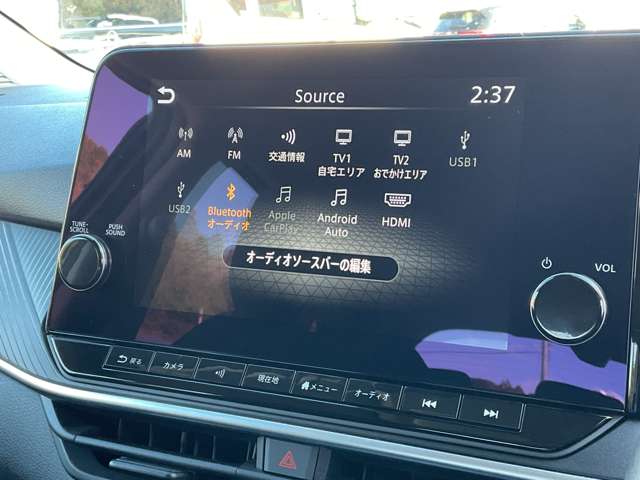 Source
2:37
AM
FM
交通情報
TV1
自宅エリア
TV2
おでかけエリア
USB1
USB2
Bluetooth
オーディオ
Apple
CarPlay
Android
Auto
HDMI
オーディオソースバーの編集
TUNE·
SCROLL
PUSH
SOUND
VOL
戻る
カメラ
現在地
メニュー
オーディオ